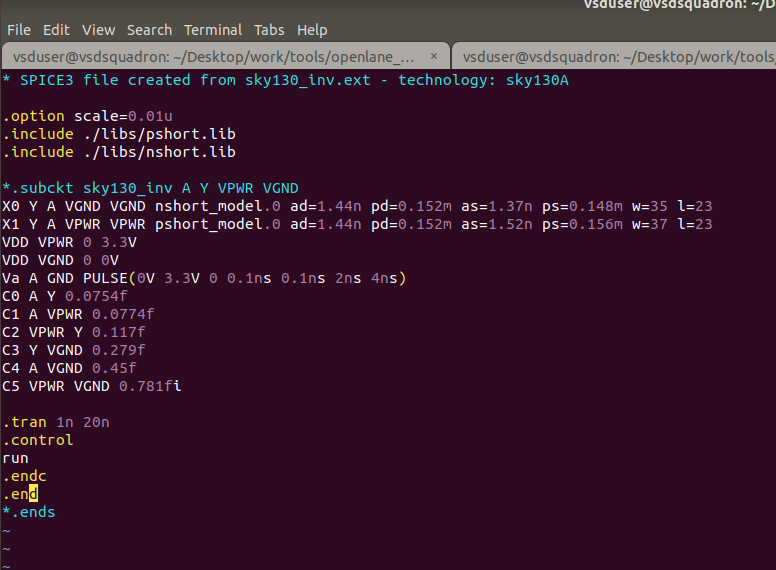 vsduser@vsdsquadron: ~/D
File Edit View Search Terminal Tabs Help
vsduser@vsdsquadron: ~/Desktop/work/tools/openlane_... × vsduser@vsdsquadron: ~/Desktop/work/tools/
* SPICE3 file created from sky130_inv.ext - technology: sky130A
.option scale=0.01u
.include ./libs/pshort.lib
.include ./libs/nshort.lib
*.subckt sky130_inv A Y VPWR VGND
X0 Y A VGND VGND nshort_model.0 ad=1.44n pd=0.152m as=1.37n ps=0.148m w=35 l=23
X1 Y A VPWR VPWR pshort_model.0 ad=1.44n pd=0.152m as=1.52n ps=0.156m w=37 l=23
VDD VPWR 0 3.3V
VDD VGND 0 0V
Va A GND PULSE(0V 3.3V 0 0.1ns 0.1ns 2ns 4ns)
C0 A Y 0.0754f
C1 A VPWR 0.0774f
C2 VPWR Y 0.117f
C3 Y VGND 0.279f
C4 A VGND 0.45f
C5 VPWR VGND 0.781fi
.tran 1n 20n
.control
run
.endc
.end
*.ends
~
~
~